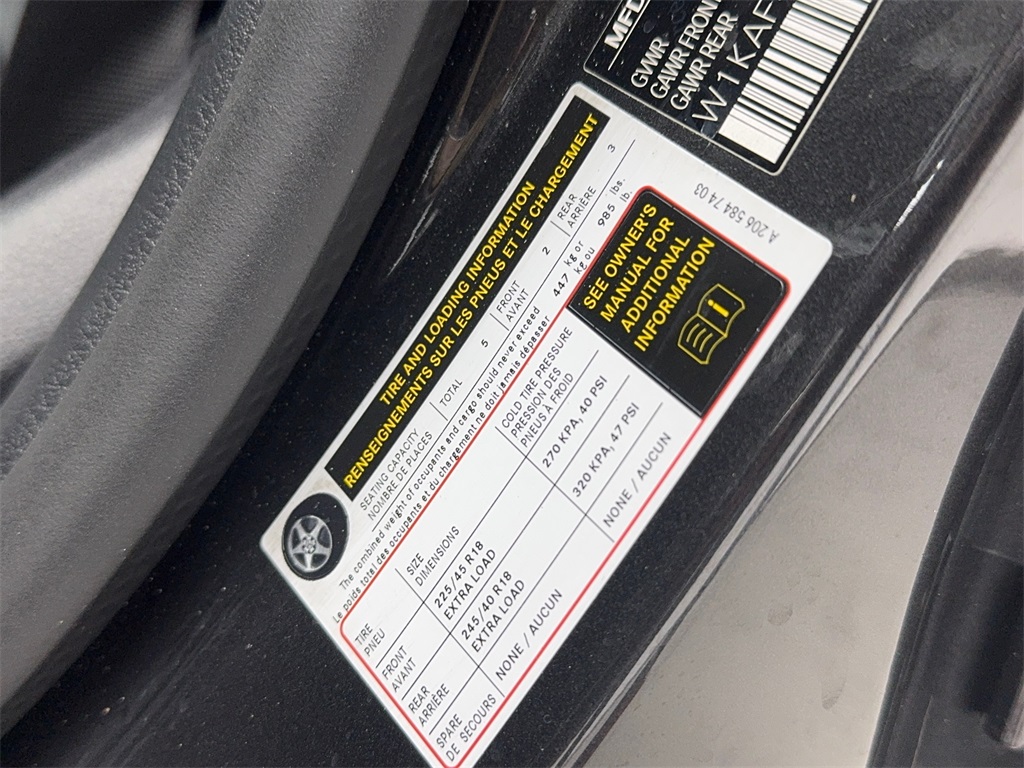 MFD
GVWR
GAWR FRONT
GAWR REAR
W1KAF
TIRE AND LOADING INFORMATION
RENSEIGNEMENTS SUR LES PNEUS ET LE CHARGEMENT
SEATING CAPACITY TOTAL 5 FRONT 2 REAR 3
NOMBRE DE PLACES AVANT ARRIÈRE
The combined weight of occupants and cargo should never exceed 447 kg or 985 lbs.
Le poids total des occupants et du chargement ne doit jamais dépasser kg ou lb.
TIRE SIZE COLD TIRE PRESSURE
PNEU DIMENSIONS PRESSION DES
PNEUS À FROID
FRONT 225/45 R18 270 KPA, 40 PSI
AVANT EXTRA LOAD
REAR 245/40 R18 320 KPA, 47 PSI
ARRIÈRE EXTRA LOAD
SPARE NONE / AUCUN NONE / AUCUN
DE SECOURS
SEE OWNER'S
MANUAL FOR
ADDITIONAL
INFORMATION
A 206 584 74 03